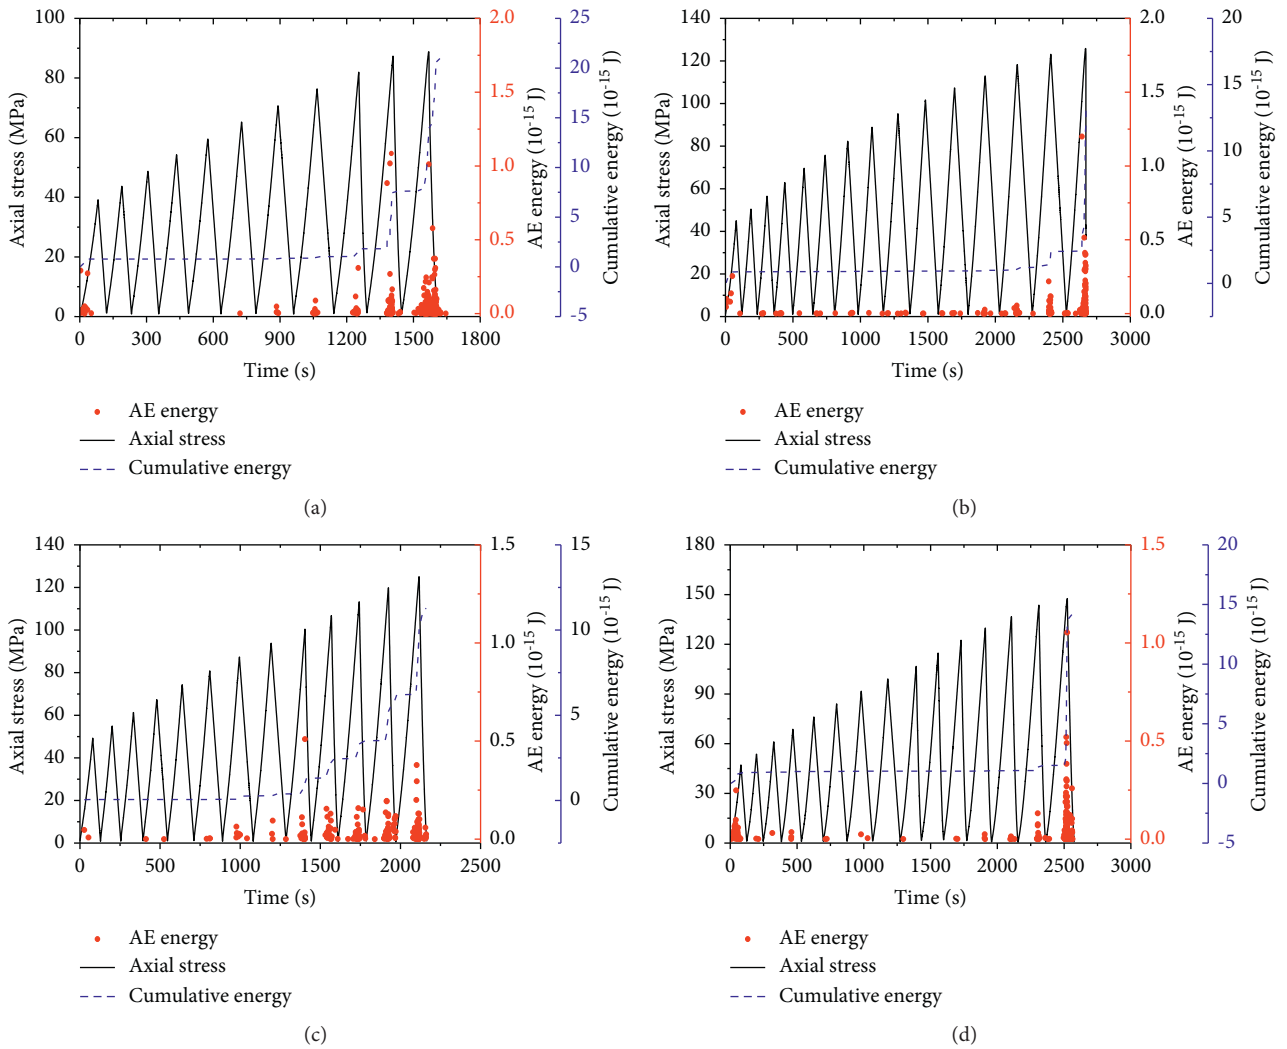 100
80
60
40
20
0
Axial stress (MPa)
0 300 600 900 1200 1500 1800
Time (s)
2.0
1.5
1.0
0.5
0.0
AE energy (10-15 J)
25
20
15
10
5
0
-5
Cumulative energy (10-15 J)
AE energy
Axial stress
Cumulative energy
(a)
140
120
100
80
60
40
20
0
Axial stress (MPa)
0 500 1000 1500 2000 2500 3000
Time (s)
2.0
1.5
1.0
0.5
0.0
AE energy (10-15 J)
20
15
10
5
0
Cumulative energy (10-15 J)
AE energy
Axial stress
Cumulative energy
(b)
140
120
100
80
60
40
20
0
Axial stress (MPa)
0 500 1000 1500 2000 2500
Time (s)
1.5
1.0
0.5
0.0
AE energy (10-15 J)
15
10
5
0
Cumulative energy (10-15 J)
AE energy
Axial stress
Cumulative energy
(c)
180
150
120
90
60
30
0
Axial stress (MPa)
0 500 1000 1500 2000 2500 3000
Time (s)
1.5
1.0
0.5
0.0
AE energy (10-15 J)
20
15
10
5
0
-5
Cumulative energy (10-15 J)
AE energy
Axial stress
Cumulative energy
(d)